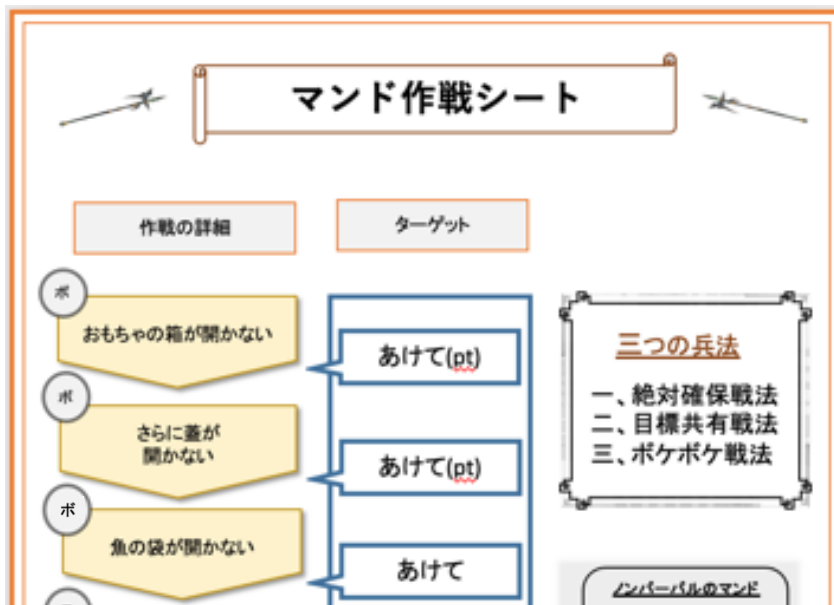 マンド作戦シート
作戦の詳細
ターゲット
ボ
おもちゃの箱が開かない
あけて(pt)
ボ
さらに蓋が
開かない
あけて(pt)
ボ
魚の袋が開かない
あけて
三つの兵法
一、絶対確保戦法
二、目標共有戦法
三、ボケボケ戦法
ノンバーバルのマンド